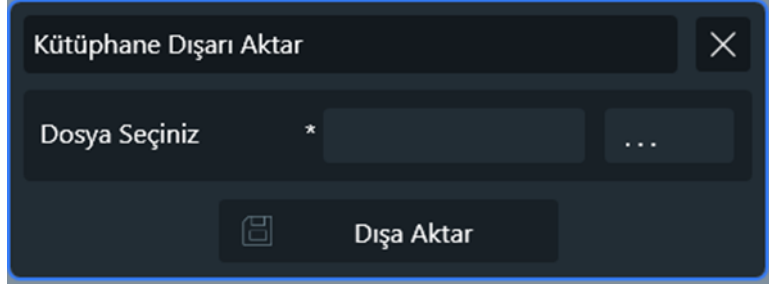 Kütüphane Dışarı Aktar
Dosya Seçiniz * ...
Dışa Aktar